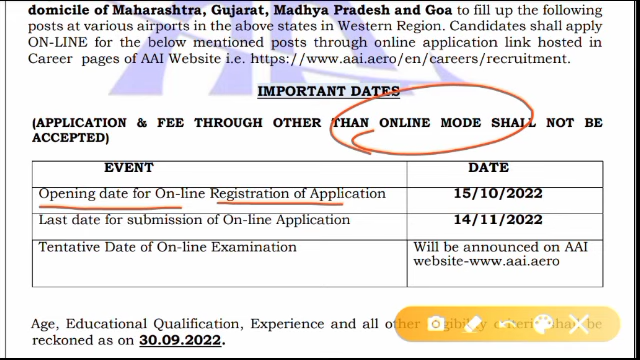 domicile of Maharashtra, Gujarat, Madhya Pradesh and Goa to fill up the following
posts at various airports in the above states in Western Region. Candidates shall apply
ON-LINE for the below mentioned posts through online application link hosted in
Career pages of AAI Website i.e. https://www.aai.aero/en/careers/recruitment.
IMPORTANT DATES
(APPLICATION & FEE THROUGH OTHER THAN ONLINE MODE SHALL NOT BE
ACCEPTED)
EVENT DATE
Opening date for On-line Registration of Application 15/10/2022
Last date for submission of On-line Application 14/11/2022
Tentative Date of On-line Examination Will be announced on AAI
website-www.aai.aero
Age, Educational Qualification, Experience and all other be
reckoned as on 30.09.2022.